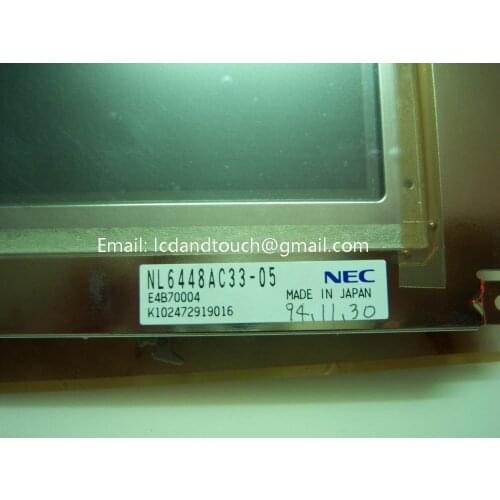 Email: lcdandtouch@gmail.com
NL6448AC33-05 NEC
E4B70004 MADE IN JAPAN
K102472919016 94,11,30